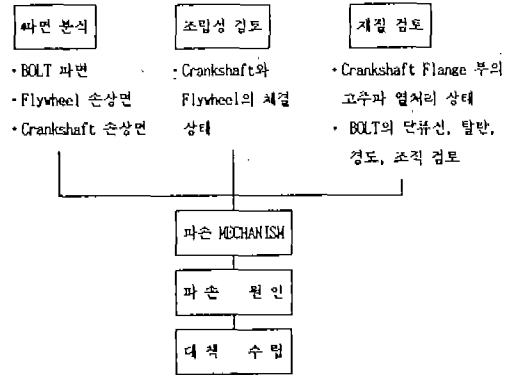 파면 분석
• BOLT 파면
• Flywheel 손상면
• Crankshaft 손상면
조립성 검토
• Crankshaft와
Flywheel의 체결
상태
재질 검토
• Crankshaft Flange 부의
고주파 열처리 상태
• BOLT의 단류선, 탈탄,
경도, 조직 검토
파손 MECHANISM
파 손 원 인
대 책 수 립